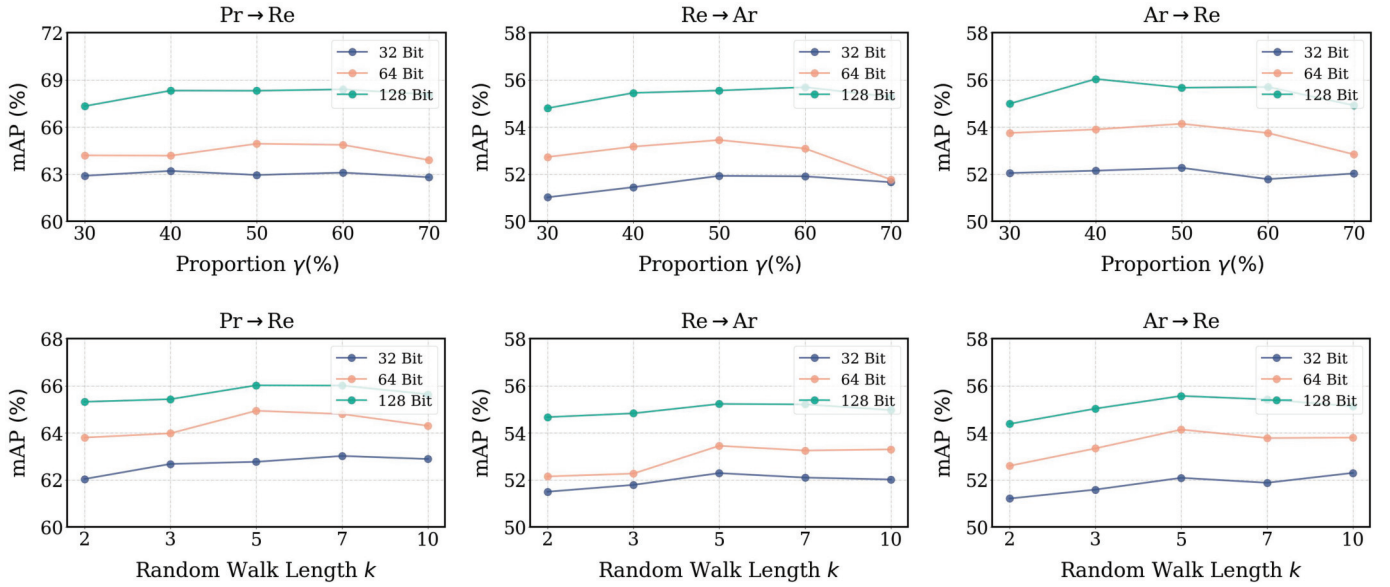 Pr → Re
mAP (%)
72
69
66
63
60
32 Bit
64 Bit
128 Bit
30 40 50 60 70
Proportion γ(%)
Re → Ar
mAP (%)
58
56
54
52
50
32 Bit
64 Bit
128 Bit
30 40 50 60 70
Proportion γ(%)
Ar → Re
mAP (%)
58
56
54
52
50
32 Bit
64 Bit
128 Bit
30 40 50 60 70
Proportion γ(%)
Pr → Re
mAP (%)
68
66
64
62
60
32 Bit
64 Bit
128 Bit
2 3 5 7 10
Random Walk Length k
Re → Ar
mAP (%)
58
56
54
52
50
32 Bit
64 Bit
128 Bit
2 3 5 7 10
Random Walk Length k
Ar → Re
mAP (%)
58
56
54
52
50
32 Bit
64 Bit
128 Bit
2 3 5 7 10
Random Walk Length k